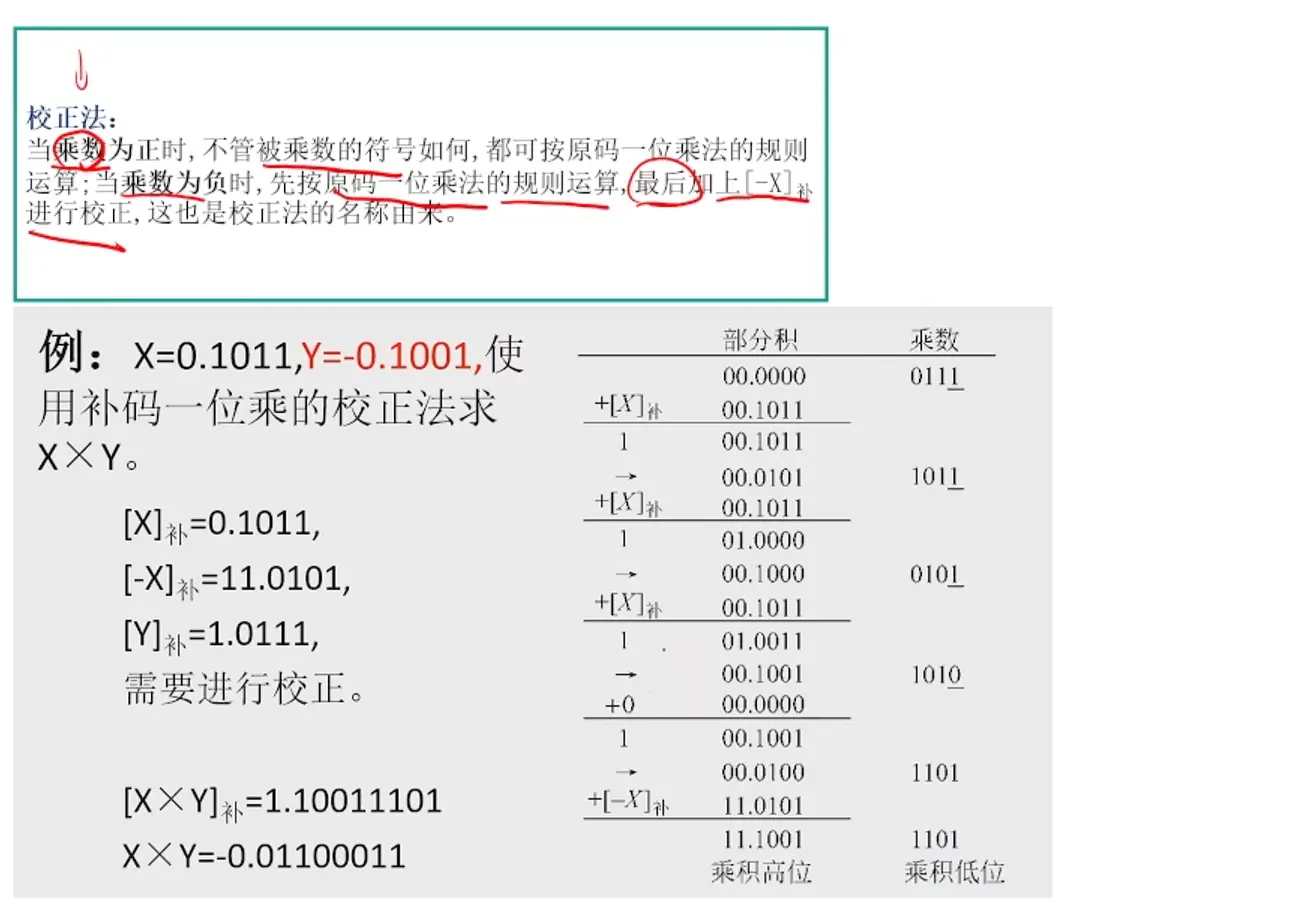 校正法:
当乘数为正时,不管被乘数的符号如何,都可按原码一位乘法的规则
运算;当乘数为负时,先按原码一位乘法的规则运算,最后加上[-X]补
进行校正,这也是校正法的名称由来。
例：X=0.1011,Y=-0.1001,使
用补码一位乘的校正法求
X×Y。
[X]补=0.1011,
[-X]补=11.0101,
[Y]补=1.0111,
需要进行校正。
[X×Y]补=1.10011101
X×Y=-0.01100011
部分积 乘数
00.0000 0111
+[X]补 00.1011
1 00.1011
→ 00.0101 1011
+[X]补 00.1011
1 01.0000
→ 00.1000 0101
+[X]补 00.1011
1 01.0011
→ 00.1001 1010
+0 00.0000
1 00.1001
→ 00.0100 1101
+[-X]补 11.0101
11.1001 1101
乘积高位 乘积低位